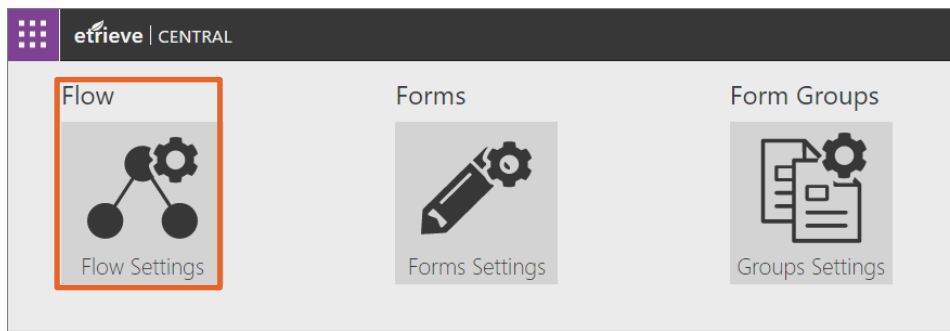 etrieve | CENTRAL
Flow
Forms
Form Groups
Flow Settings
Forms Settings
Groups Settings